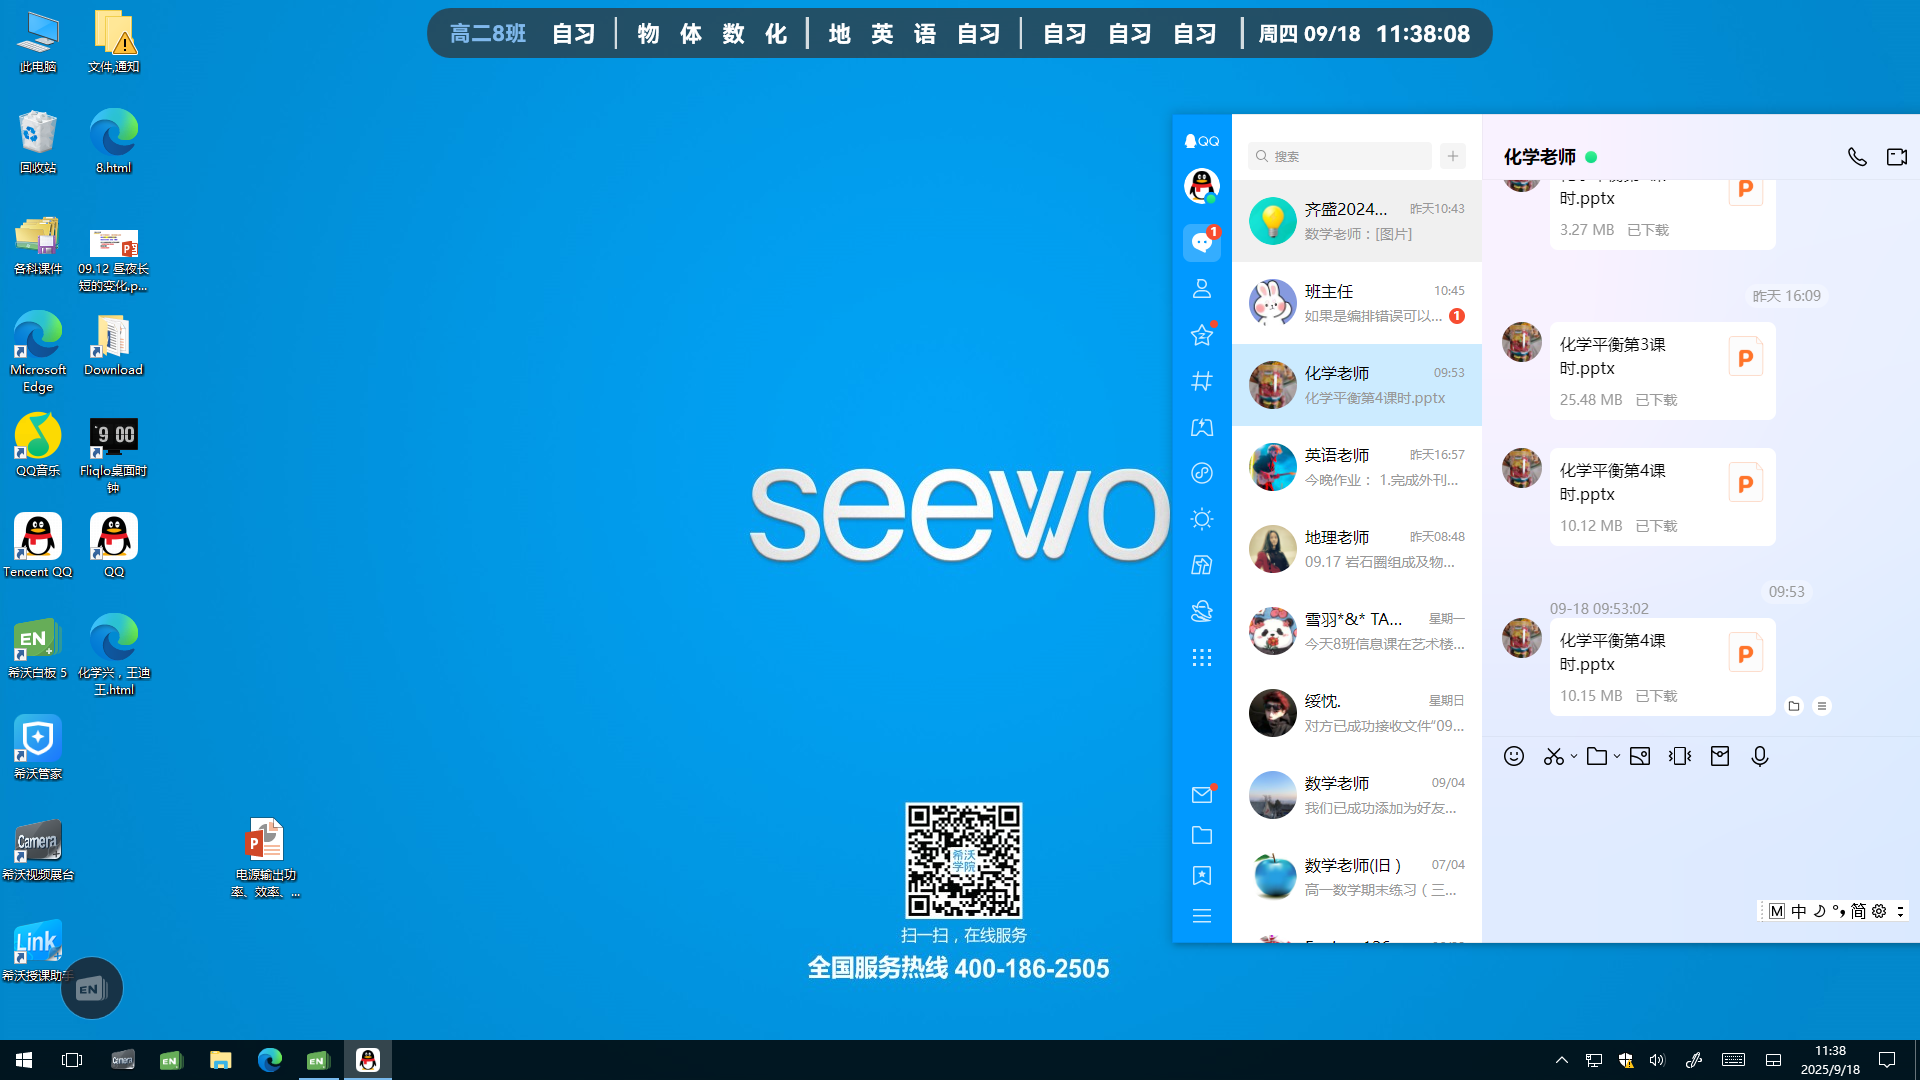 高二8班 自习 | 物 体 数 化 | 地 英 语 自习 | 自习 自习 自习 | 周四 09/18 11:38:08
此电脑
文件,通知
回收站
8.html
各科课件
09.12 昼夜长
短的变化.p...
Microsoft
Edge
Download
QQ音乐
9 00
Fliqlo桌面时
钟
Tencent QQ
QQ
EN
希沃白板 5
化学兴，王迪
王.html
希沃管家
Camera
希沃视频展台
电源输出功
率、效率、...
Link
希沃授课助手
EN
seewo
希沃
学院
扫一扫，在线服务
全国服务热线 400-186-2505
QQ
搜索
1
齐盛2024...
昨天10:43
数学老师：[图片]
班主任
10:45
如果是编排错误可以...
1
化学老师
09:53
化学平衡第4课时.pptx
英语老师
昨天16:57
今晚作业： 1.完成外刊...
地理老师
昨天08:48
09.17 岩石圈组成及物...
雪羽*&* TA...
星期一
今天8班信息课在艺术楼...
绥忱.
星期日
对方已成功接收文件“09...
数学老师
09/04
我们已成功添加为好友...
数学老师(旧）
07/04
高一数学期末练习（三...
化学老师
时.pptx
P
3.27 MB 已下载
昨天 16:09
化学平衡第3课
时.pptx
P
25.48 MB 已下载
化学平衡第4课
时.pptx
P
10.12 MB 已下载
09:53
09-18 09:53:02
化学平衡第4课
时.pptx
P
10.15 MB 已下载
M 中 简
Camera
EN
EN
11:38
2025/9/18